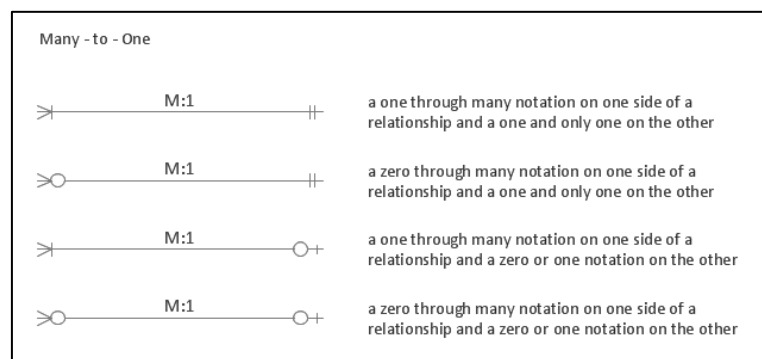 Many - to - One
M:1
a one through many notation on one side of a
relationship and a one and only one on the other
M:1
a zero through many notation on one side of a
relationship and a one and only one on the other
M:1
a one through many notation on one side of a
relationship and a zero or one notation on the other
M:1
a zero through many notation on one side of a
relationship and a zero or one notation on the other